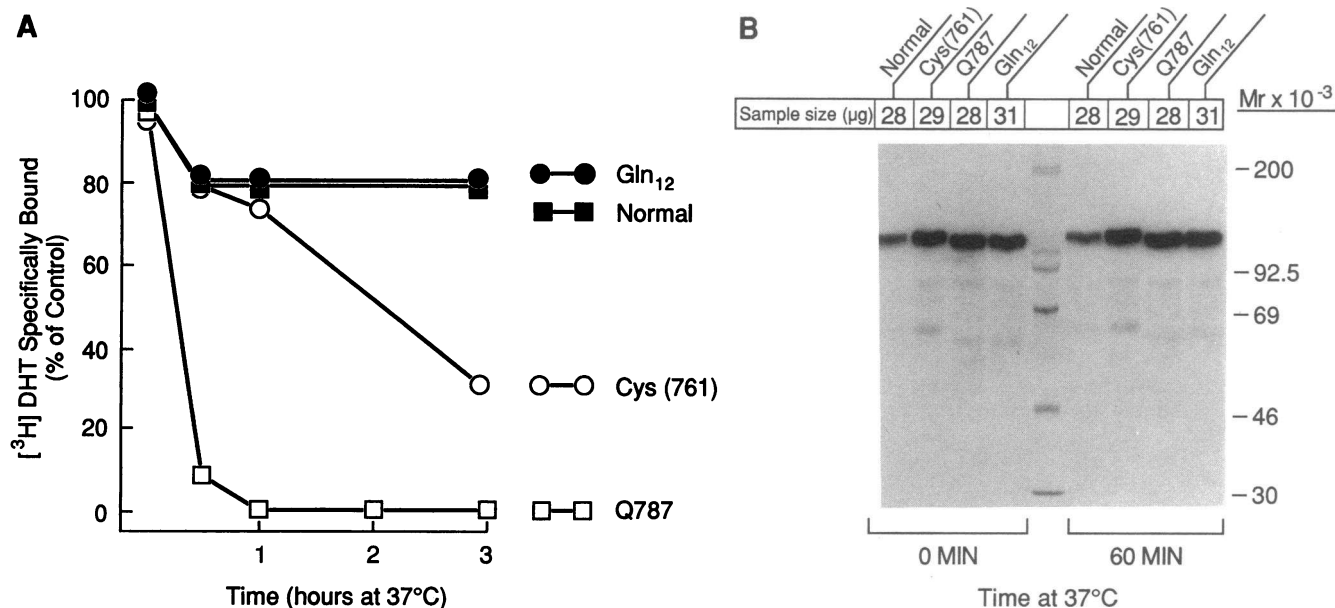 A
[³H] DHT Specifically Bound
(% of Control)
100
80
60
40
20
0
1
2
3
Time (hours at 37°C)
Gln₁₂
Normal
Cys (761)
Q787
B
Normal
Cys(761)
Q787
Gln₁₂
Normal
Cys(761)
Q787
Gln₁₂
Sample size (µg) 28 29 28 31 28 29 28 31
Mr x 10⁻³
200
92.5
69
46
30
0 MIN
60 MIN
Time at 37°C